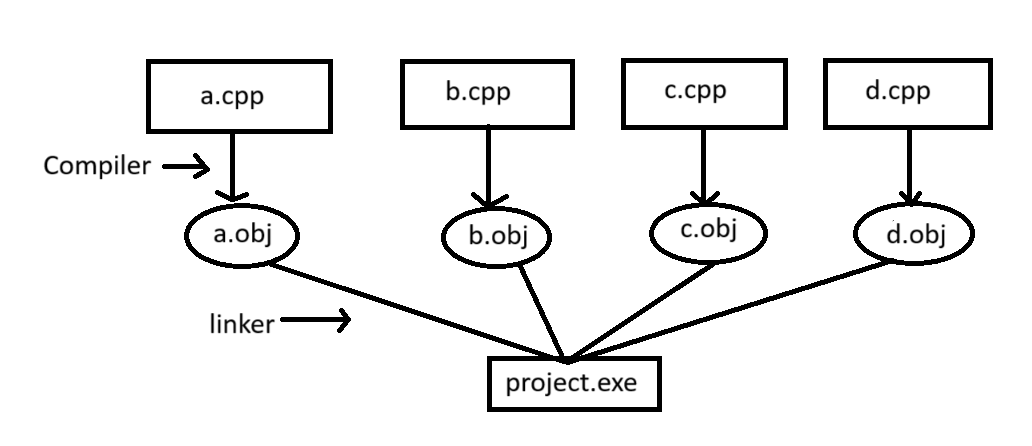 a.cpp
b.cpp
c.cpp
d.cpp
Compiler
a.obj
b.obj
c.obj
d.obj
linker
project.exe